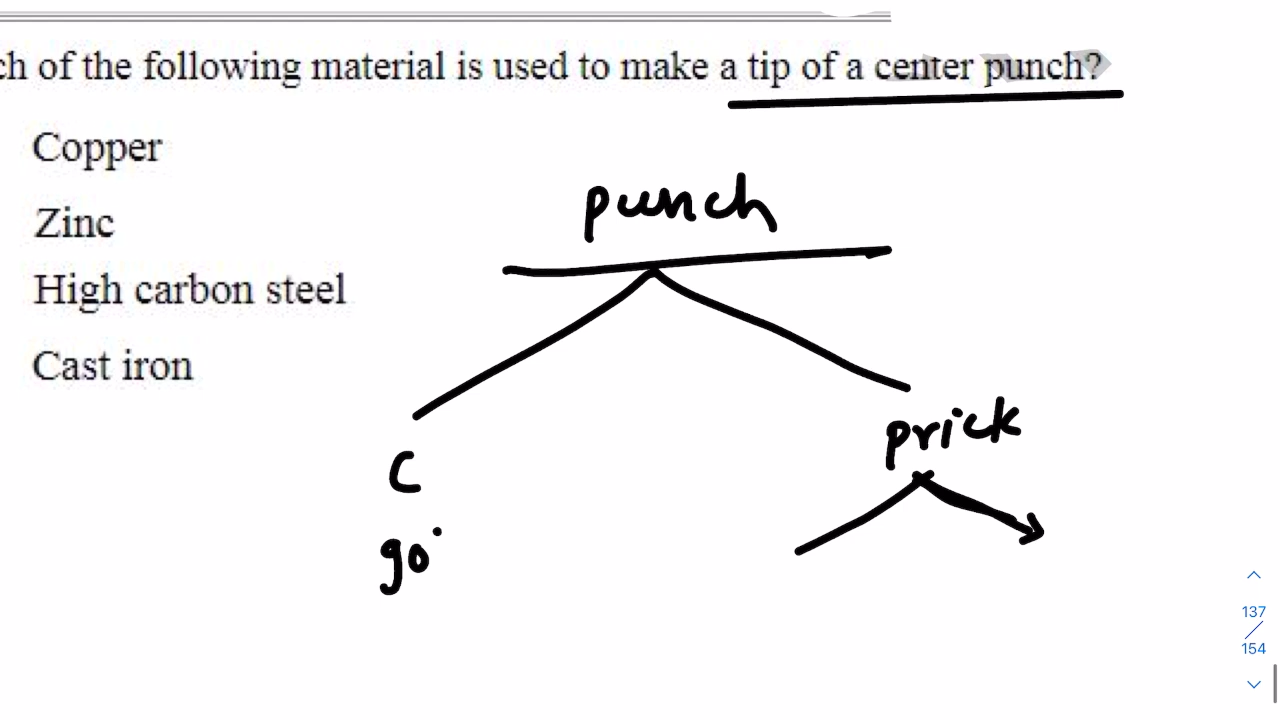 ch of the following material is used to make a tip of a center punch?
Copper
Zinc
High carbon steel
Cast iron
punch
C
prick
90°
137
/
154